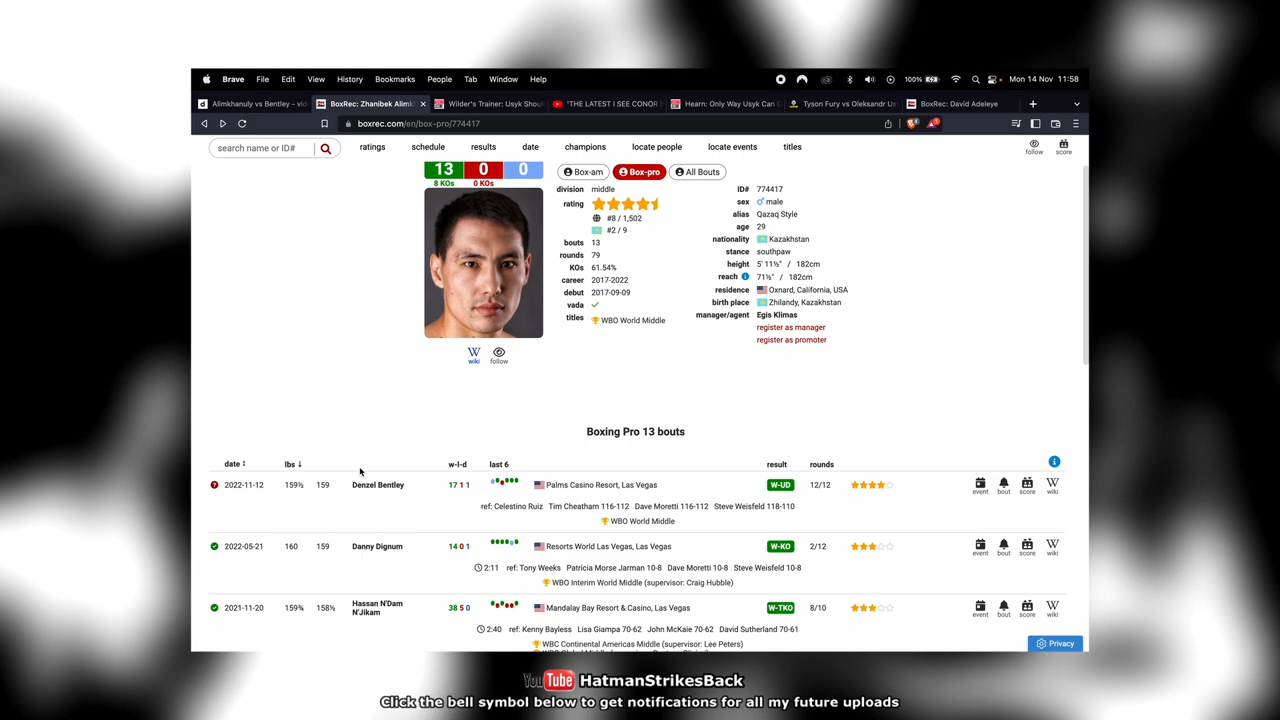 Brave File Edit View History Bookmarks People Tab Window Help 100% Mon 14 Nov 11:58
Alimkhanuly vs Bentley - vi BoxRec: Zhanibek Alim Wilder's Trainer: Usyk Shou "THE LATEST I SEE CONOR Hearn: Only Way Usyk Can Tyson Fury vs Oleksandr Us BoxRec: David Adeleye
boxrec.com/en/box-pro/774417
search name or ID# ratings schedule results date champions locate people locate events titles follow score
13 0 0
8 KOs 0 KOs
Box-am Box-pro All Bouts
division middle
rating
#8 / 1,502
#2 / 9
bouts 13
rounds 79
KOs 61.54%
career 2017-2022
debut 2017-09-09
vada
titles WBO World Middle
ID# 774417
sex male
alias Qazaq Style
age 29
nationality Kazakhstan
stance southpaw
height 5' 11½" / 182cm
reach 71½" / 182cm
residence Oxnard, California, USA
birth place Zhilandy, Kazakhstan
manager/agent Egis Klimas
register as manager
register as promoter
W
wiki follow
Boxing Pro 13 bouts
date lbs w-l-d last 6 result rounds
2022-11-12 159½ 159 Denzel Bentley 17 1 1 Palms Casino Resort, Las Vegas W-UD 12/12 event bout score wiki
ref: Celestino Ruiz Tim Cheatham 116-112 Dave Moretti 116-112 Steve Weisfeld 118-110
WBO World Middle
2022-05-21 160 159 Danny Dignum 14 0 1 Resorts World Las Vegas, Las Vegas W-KO 2/12 event bout score wiki
2:11 ref: Tony Weeks Patricia Morse Jarman 10-8 Dave Moretti 10-8 Steve Weisfeld 10-8
WBO Interim World Middle (supervisor: Craig Hubble)
2021-11-20 159¾ 158½ Hassan N'Dam N'Jikam 38 5 0 Mandalay Bay Resort & Casino, Las Vegas W-TKO 8/10 event bout score wiki
2:40 ref: Kenny Bayless Lisa Giampa 70-62 John McKaie 70-62 David Sutherland 70-61
WBC Continental Americas Middle (supervisor: Lee Peters)
Privacy
YouTube HatmanStrikesBack
Click the bell symbol below to get notifications for all my future uploads